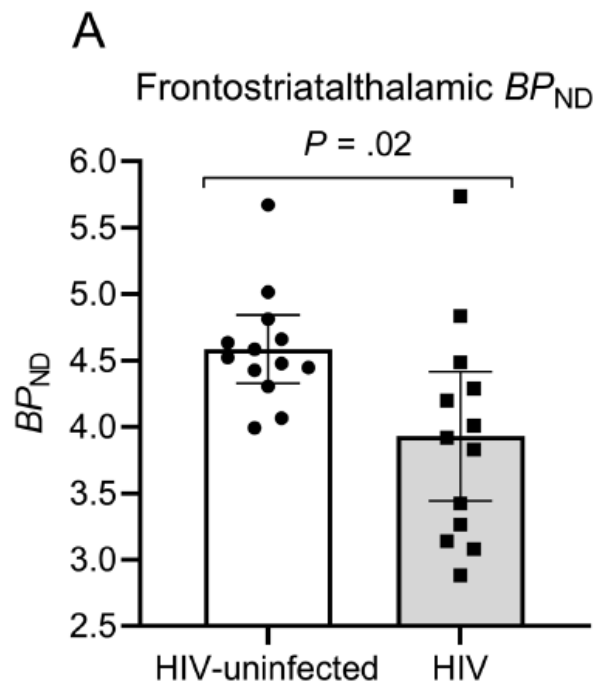 A
Frontostriatalthalamic BPND
P = .02
6.0
5.5
5.0
4.5
4.0
3.5
3.0
2.5
BPND
HIV-uninfected
HIV